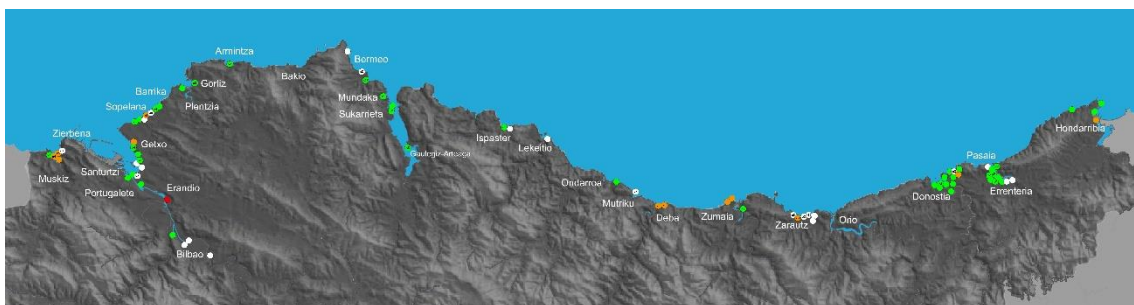 Armintza
Bermeo
Bakio
Gorliz
Barrika
Plentzia
Mundaka
Sopelana
Sukarrieta
Hondarribia
Zierbena
Ispaster
Getxo
Lekeitio
Gautegiz-Arteaga
Pasaia
Santurtzi
Muskiz
Errenteria
Portugalete
Erandio
Ondarroa
Donostia
Mutriku
Deba
Zumaia
Orio
Zarautz
Bilbao